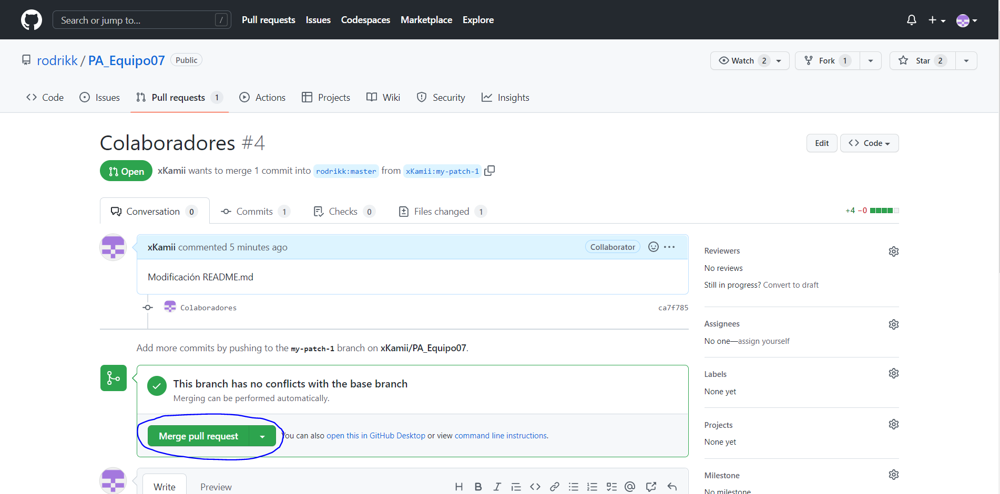 Search or jump to... / Pull requests Issues Codespaces Marketplace Explore
rodrikk / PA_Equipo07 Public Watch 2 Fork 1 Star 2
Code Issues Pull requests 1 Actions Projects Wiki Security Insights
Colaboradores #4
Edit Code
Open xKamii wants to merge 1 commit into rodrikk:master from xKamii:my-patch-1
Conversation 0 Commits 1 Checks 0 Files changed 1 +4 −0
xKamii commented 5 minutes ago Collaborator
Modificación README.md
Colaboradores ca7f785
Add more commits by pushing to the my-patch-1 branch on xKamii/PA_Equipo07.
This branch has no conflicts with the base branch
Merging can be performed automatically.
Merge pull request You can also open this in GitHub Desktop or view command line instructions.
Write Preview
Reviewers
No reviews
Still in progress? Convert to draft
Assignees
No one—assign yourself
Labels
None yet
Projects
None yet
Milestone
No milestone